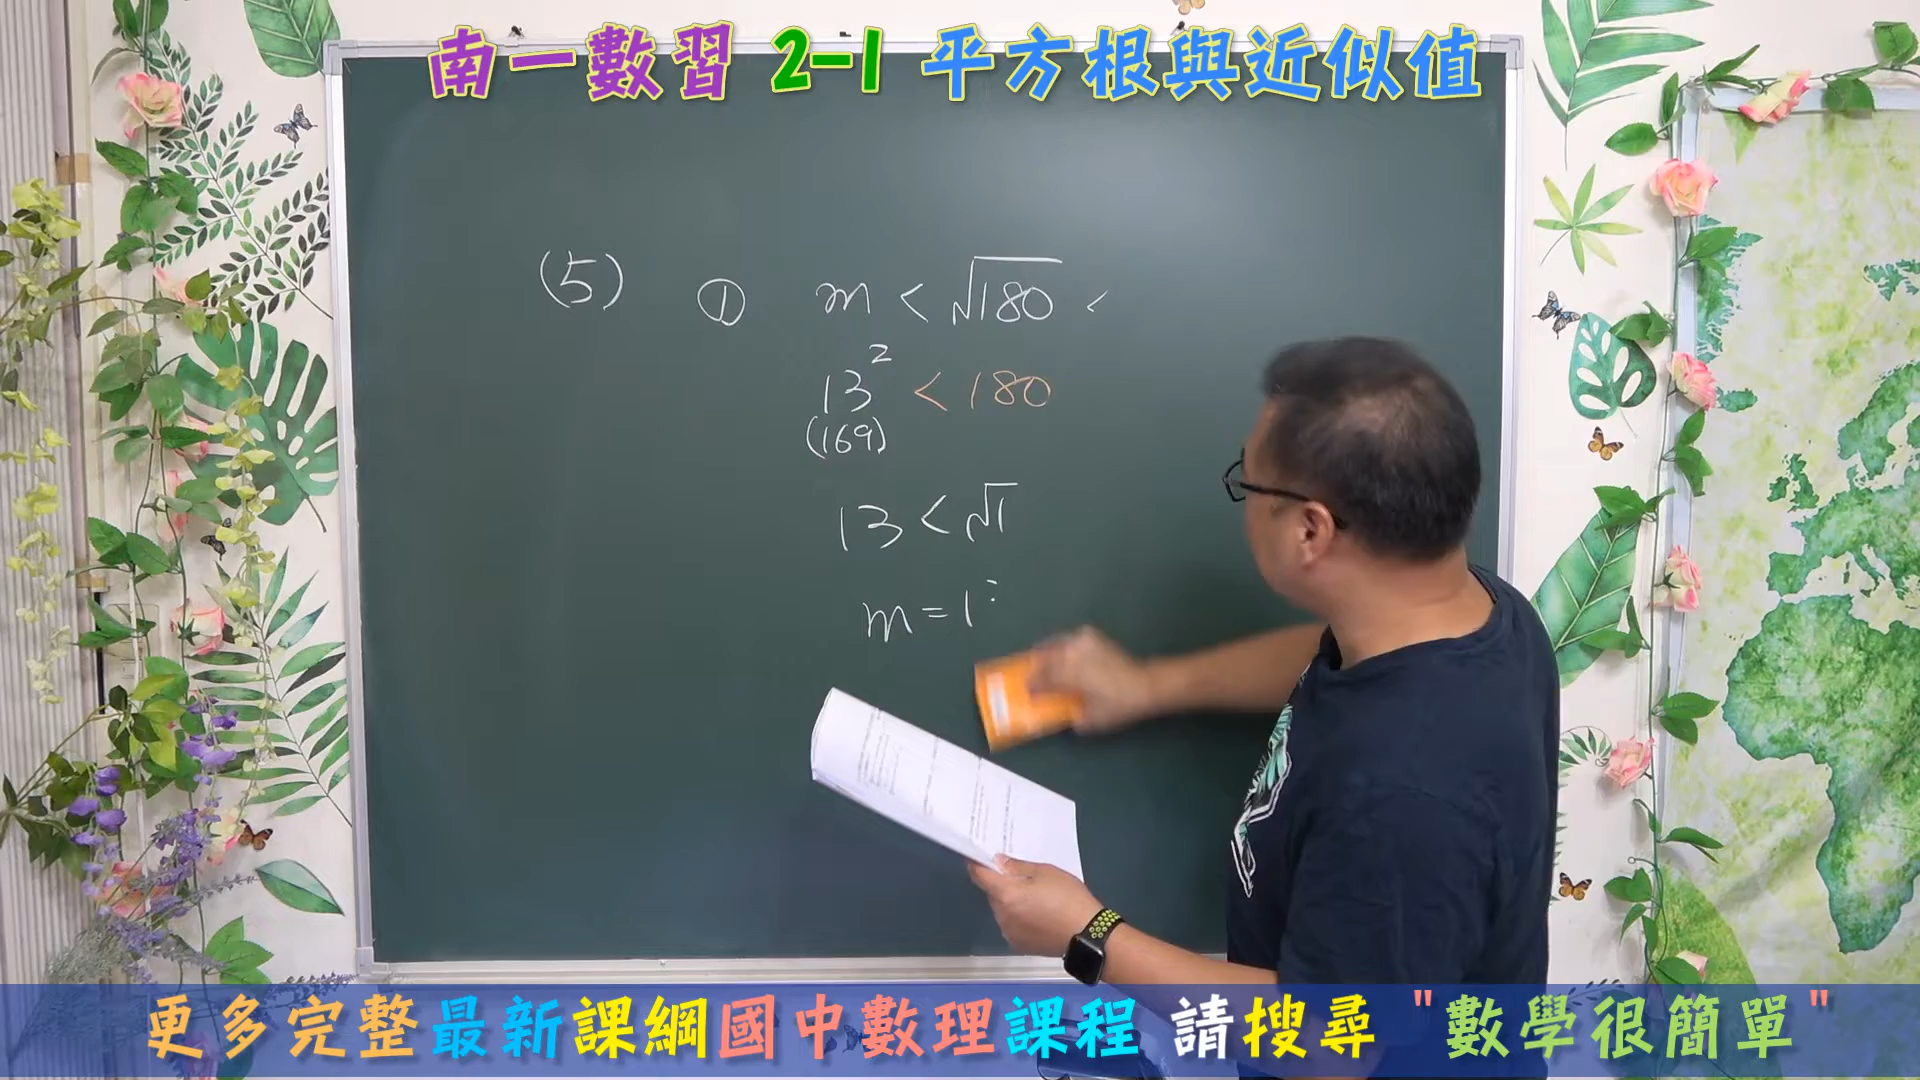 南一數習 2-1 平方根與近似值
(5) ① m < √180 <
13² < 180
(169)
13 < √1
m = 1
更多完整最新課綱國中數理課程 請搜尋 "數學很簡單"